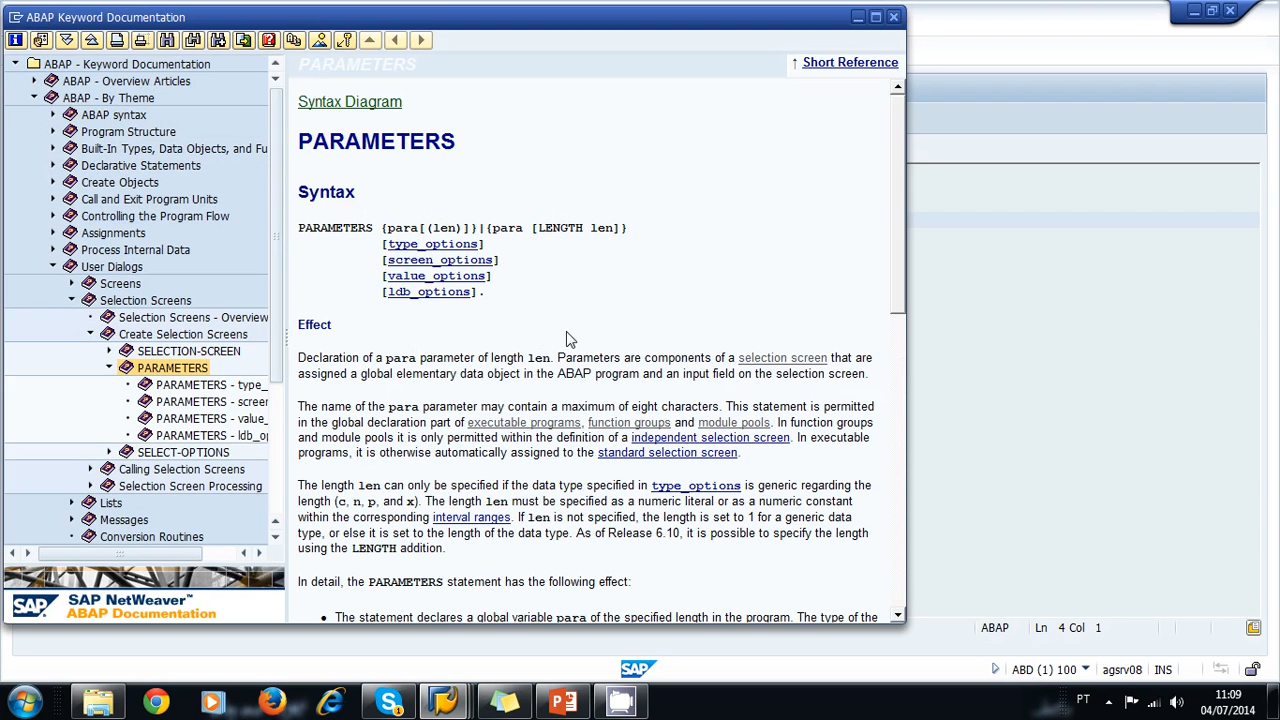 ABAP Keyword Documentation
ABAP - Keyword Documentation
ABAP - Overview Articles
ABAP - By Theme
ABAP syntax
Program Structure
Built-In Types, Data Objects, and Fu
Declarative Statements
Create Objects
Call and Exit Program Units
Controlling the Program Flow
Assignments
Process Internal Data
User Dialogs
Screens
Selection Screens
Selection Screens - Overview
Create Selection Screens
SELECTION-SCREEN
PARAMETERS
PARAMETERS - type_
PARAMETERS - screen
PARAMETERS - value_
PARAMETERS - ldb_op
SELECT-OPTIONS
Calling Selection Screens
Selection Screen Processing
Lists
Messages
Conversion Routines
SAP
SAP NetWeaver™
ABAP Documentation
PARAMETERS
↑ Short Reference
Syntax Diagram
PARAMETERS
Syntax
PARAMETERS {para[(len)]}|{para [LENGTH len]}
[type_options]
[screen_options]
[value_options]
[ldb_options].
Effect
Declaration of a para parameter of length len. Parameters are components of a selection screen that are
assigned a global elementary data object in the ABAP program and an input field on the selection screen.
The name of the para parameter may contain a maximum of eight characters. This statement is permitted
in the global declaration part of executable programs, function groups and module pools. In function groups
and module pools it is only permitted within the definition of a independent selection screen. In executable
programs, it is otherwise automatically assigned to the standard selection screen.
The length len can only be specified if the data type specified in type_options is generic regarding the
length (c, n, p, and x). The length len must be specified as a numeric literal or as a numeric constant
within the corresponding interval ranges. If len is not specified, the length is set to 1 for a generic data
type, or else it is set to the length of the data type. As of Release 6.10, it is possible to specify the length
using the LENGTH addition.
In detail, the PARAMETERS statement has the following effect:
• The statement declares a global variable para of the specified length in the program. The type of the
ABAP Ln 4 Col 1
SAP
ABD (1) 100 agsrv08 INS
PT 11:09
04/07/2014